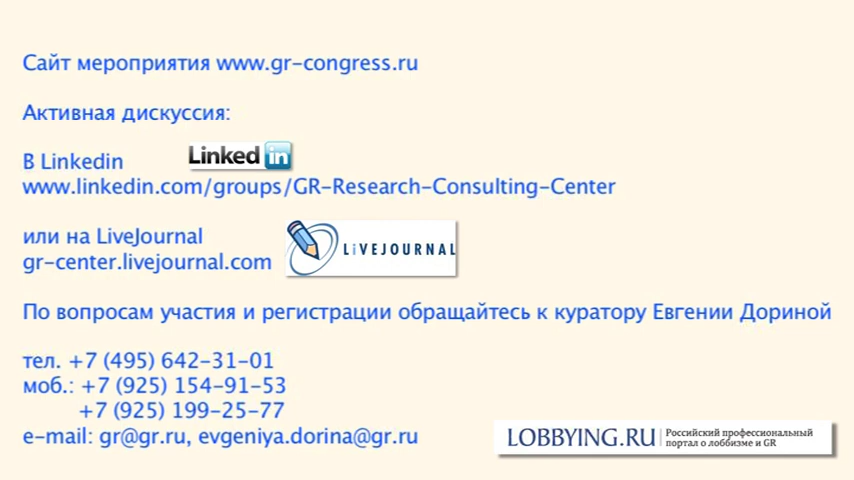 Сайт мероприятия www.gr-congress.ru
Активная дискуссия:
В Linkedin
Linked in
www.linkedin.com/groups/GR-Research-Consulting-Center
или на LiveJournal
gr-center.livejournal.com
LiVEJOURNAL
По вопросам участия и регистрации обращайтесь к куратору Евгении Дориной
тел. +7 (495) 642-31-01
моб.: +7 (925) 154-91-53
+7 (925) 199-25-77
e-mail: gr@gr.ru, evgeniya.dorina@gr.ru
LOBBYING.RU
Российский профессиональный
портал о лоббизме и GR